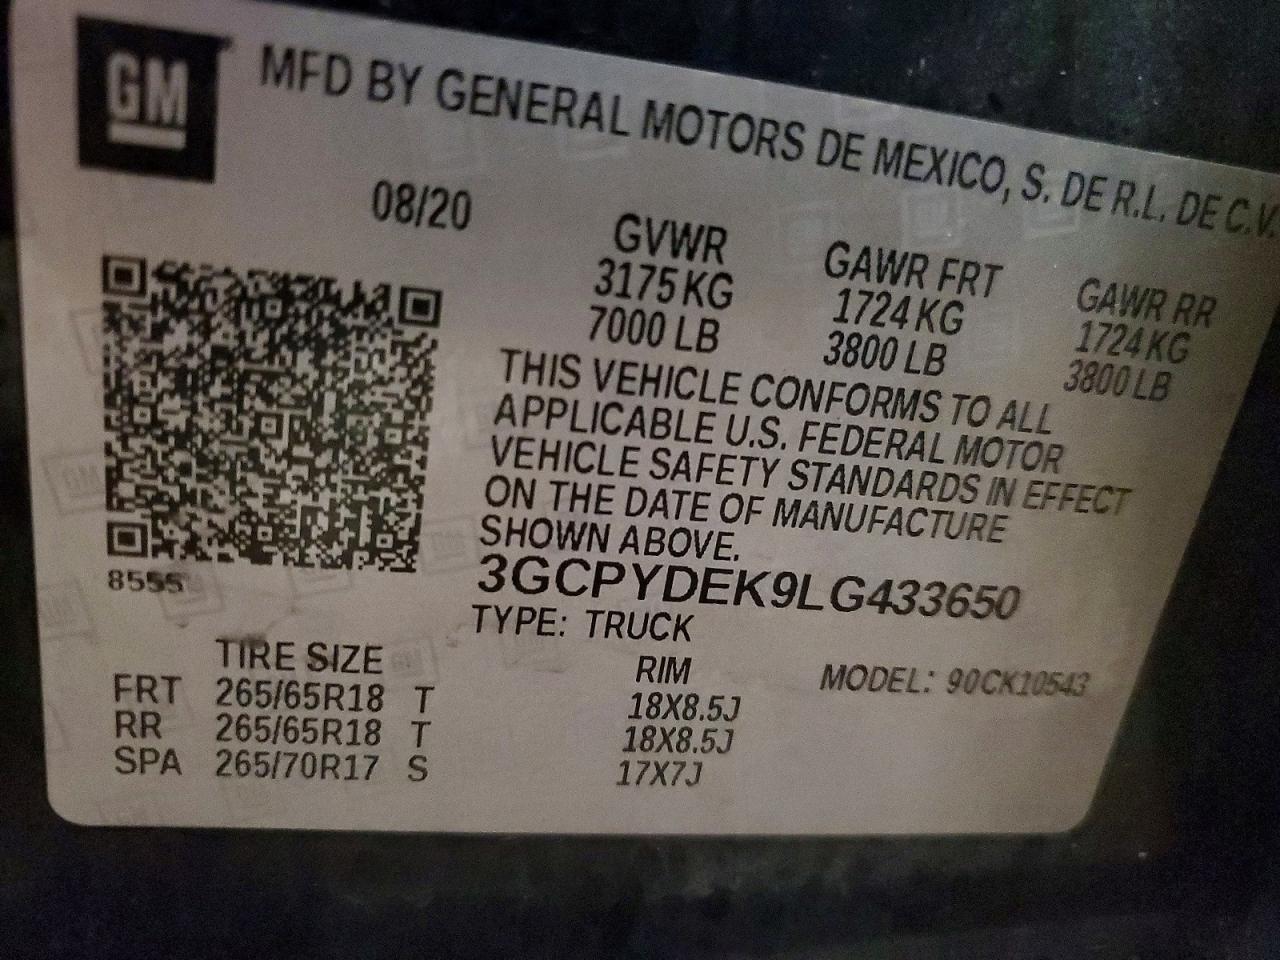 GM
MFD BY GENERAL MOTORS DE MEXICO, S. DE R.L. DE C.V.
08/20
GVWR GAWR FRT GAWR RR
3175 KG 1724 KG 1724 KG
7000 LB 3800 LB 3800 LB
THIS VEHICLE CONFORMS TO ALL
APPLICABLE U.S. FEDERAL MOTOR
VEHICLE SAFETY STANDARDS IN EFFECT
ON THE DATE OF MANUFACTURE
SHOWN ABOVE.
8555
3GCPYDEK9LG433650
TYPE: TRUCK
TIRE SIZE RIM MODEL: 90CK10543
FRT 265/65R18 T 18X8.5J
RR 265/65R18 T 18X8.5J
SPA 265/70R17 S 17X7J